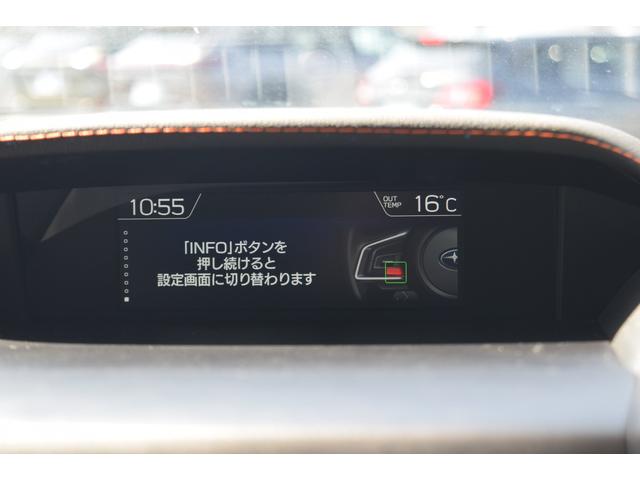 10:55
OUT
TEMP
16℃
「INFO」ボタンを
押し続けると
設定画面に切り替わります